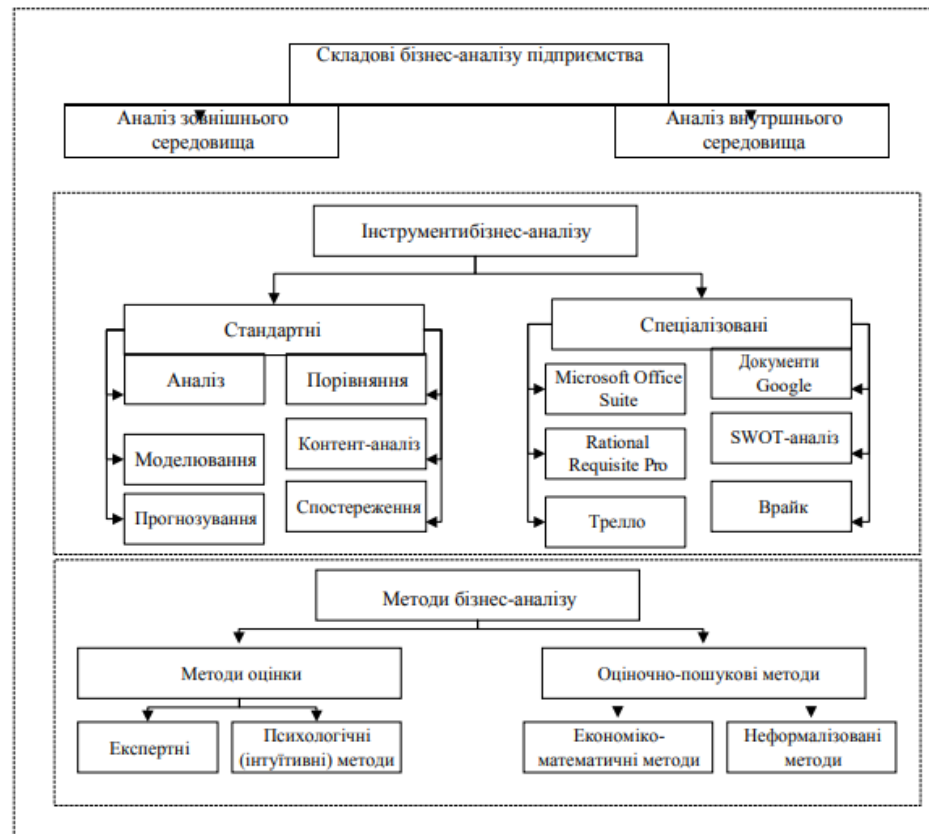 Складові бізнес-аналізу підприємства
Аналіз зовнішнього
середовища
Аналіз внутршнього
середовища
Інструментибізнес-аналізу
Стандартні
Аналіз
Порівняння
Моделювання
Контент-аналіз
Прогнозування
Спостереження
Спеціалізовані
Microsoft Office
Suite
Документи
Google
Rational
Requisite Pro
SWOT-аналіз
Трелло
Врайк
Методи бізнес-аналізу
Методи оцінки
Оціночно-пошукові методи
Експертні
Психологічні
(інтуїтивні) методи
Економіко-
математичні методи
Неформалізовані
методи